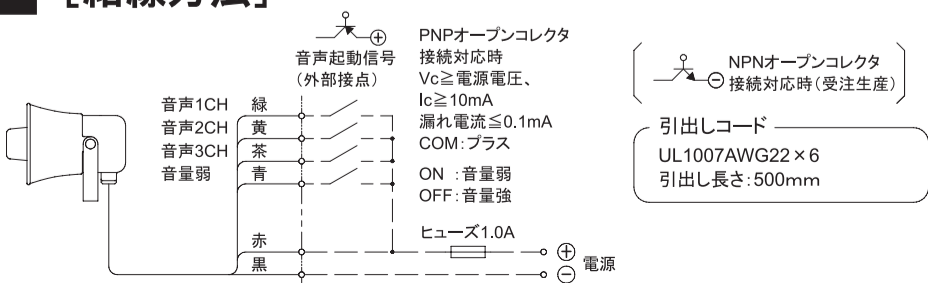 ［結線方法］
音声起動信号
（外部接点）
音声1CH 緑
音声2CH 黄
音声3CH 茶
音量弱 青
赤
黒
PNPオープンコレクタ
接続対応時
Vc≧電源電圧、
Ic≧10mA
漏れ電流≦0.1mA
COM：プラス
ON ：音量弱
OFF：音量強
ヒューズ1.0A
⊕
⊖
電源
NPNオープンコレクタ
接続対応時（受注生産）
引出しコード
UL1007AWG22×6
引出し長さ：500mm